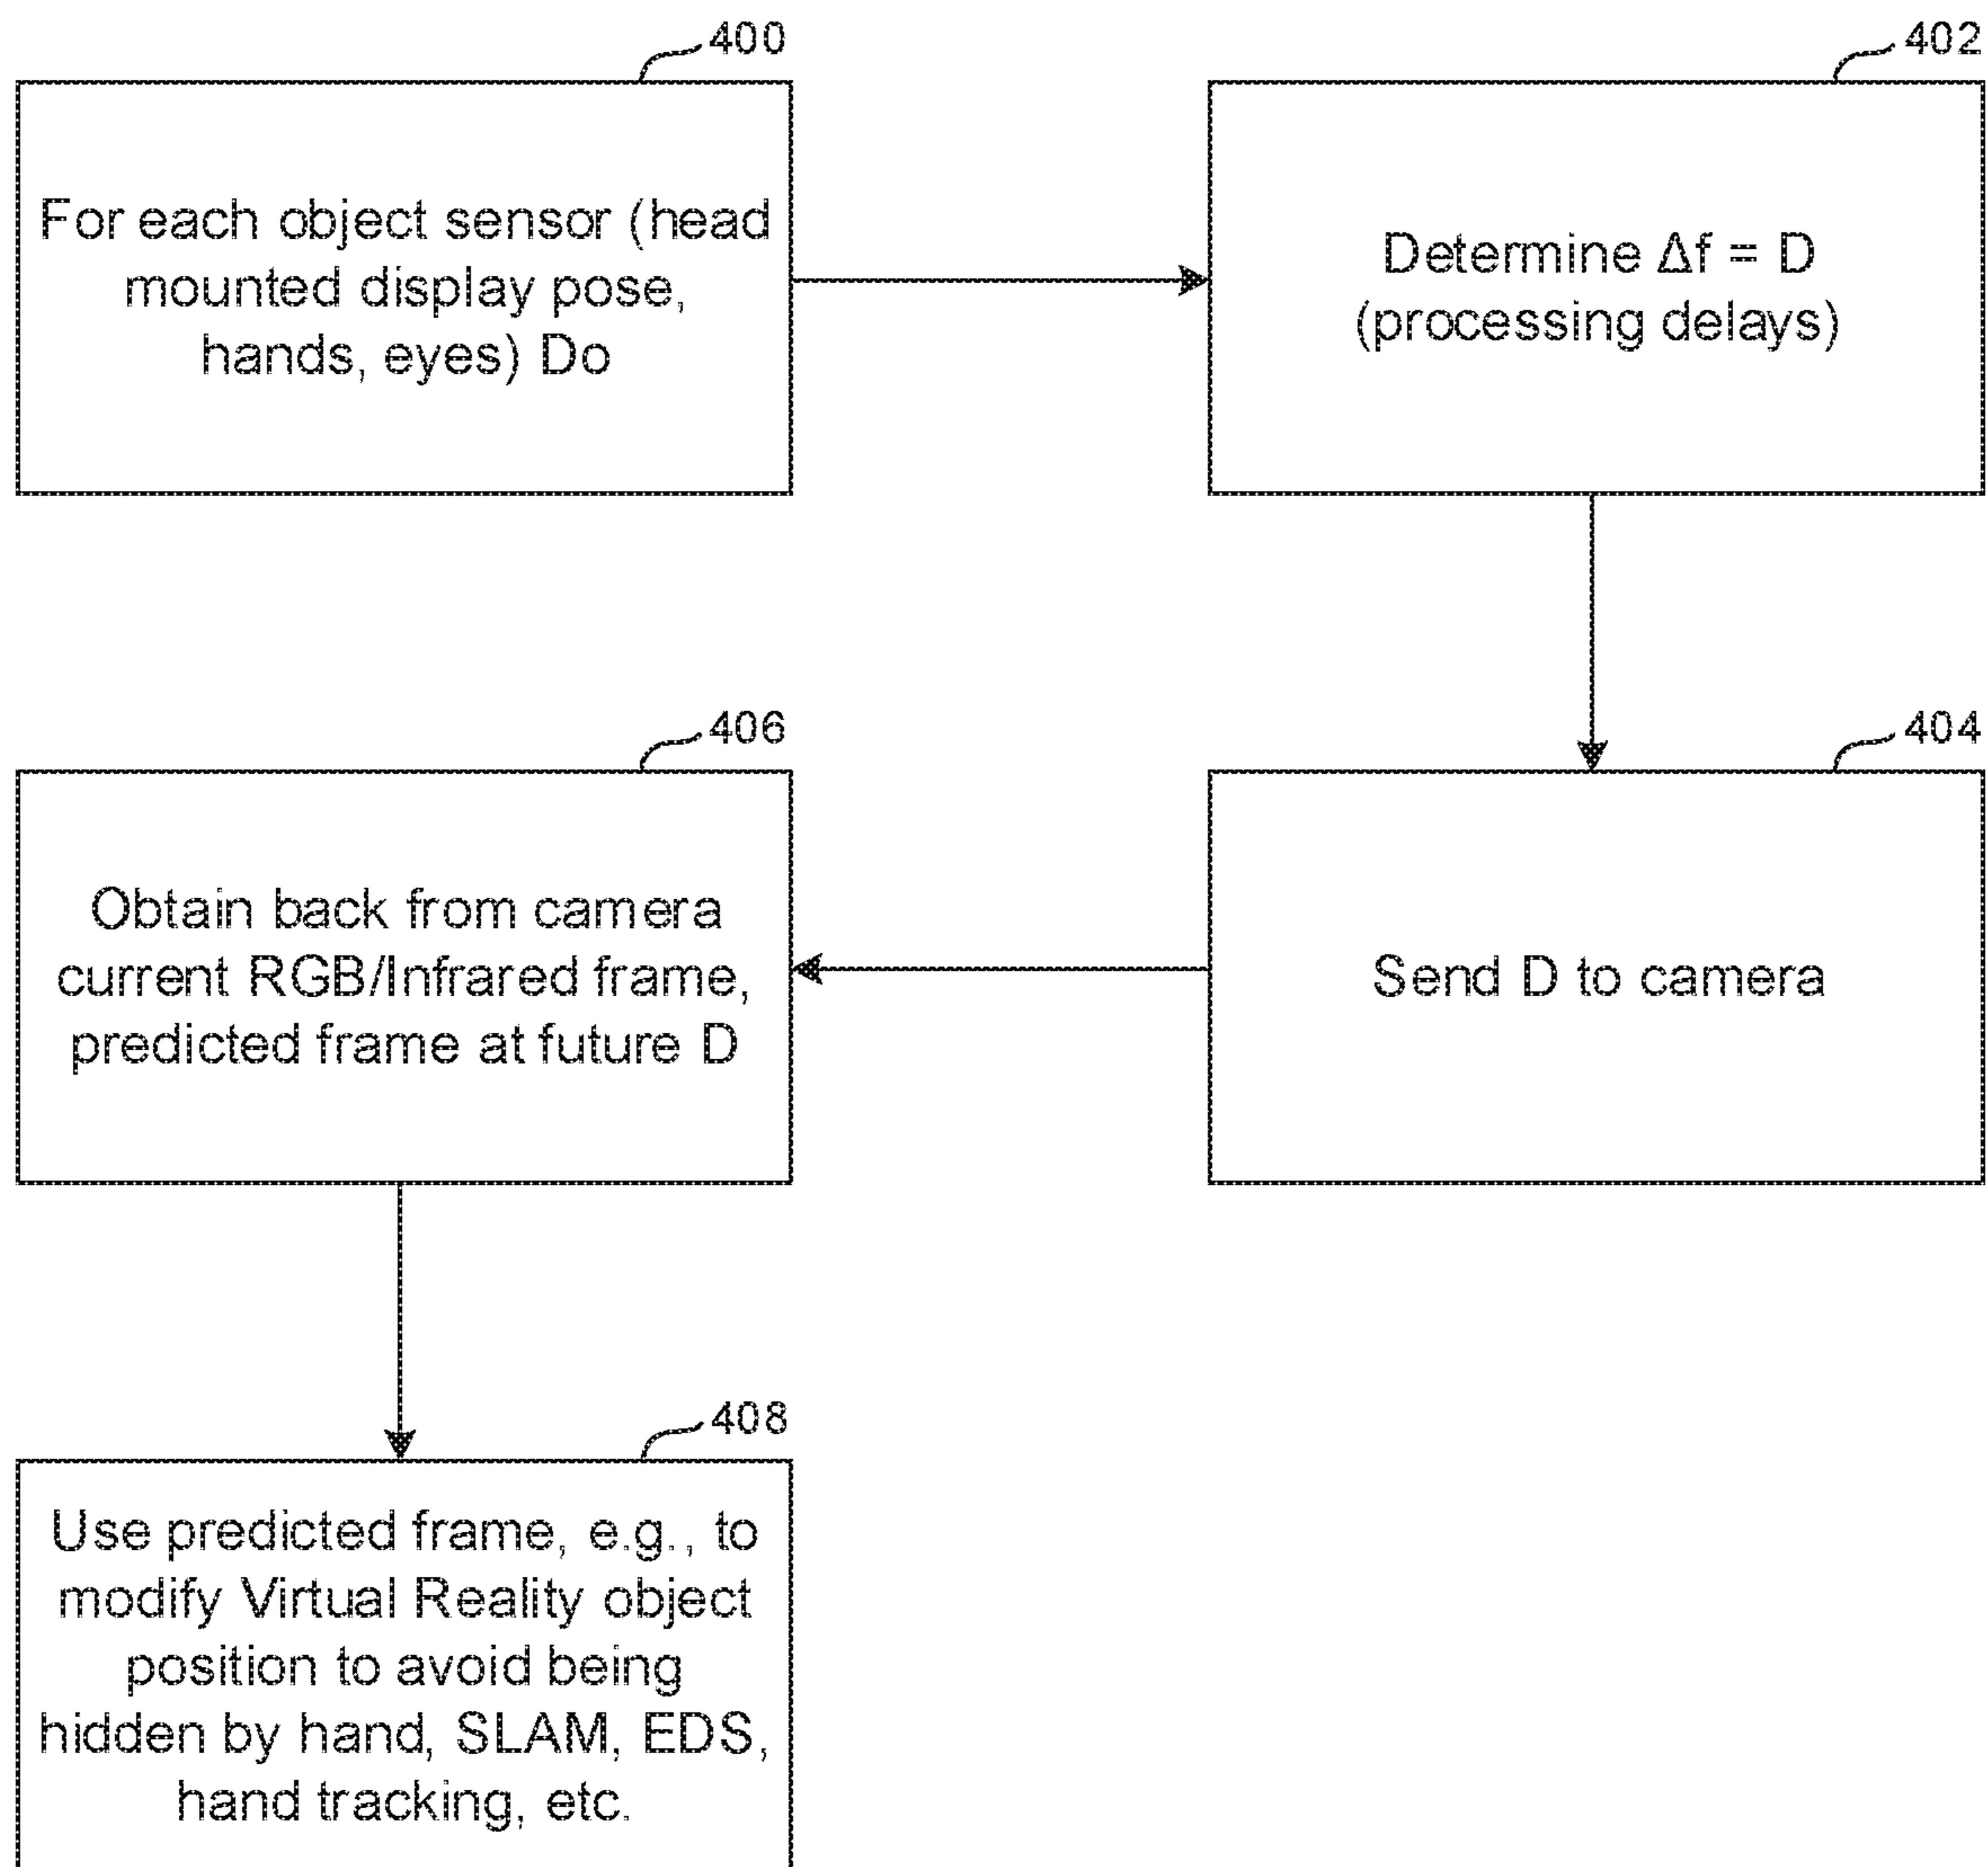 400
For each object sensor (head
mounted display pose,
hands, eyes) Do
402
Determine Δf = D
(processing delays)
404
Send D to camera
406
Obtain back from camera
current RGB/Infrared frame,
predicted frame at future D
408
Use predicted frame, e.g., to
modify Virtual Reality object
position to avoid being
hidden by hand, SLAM, EDS,
hand tracking, etc.